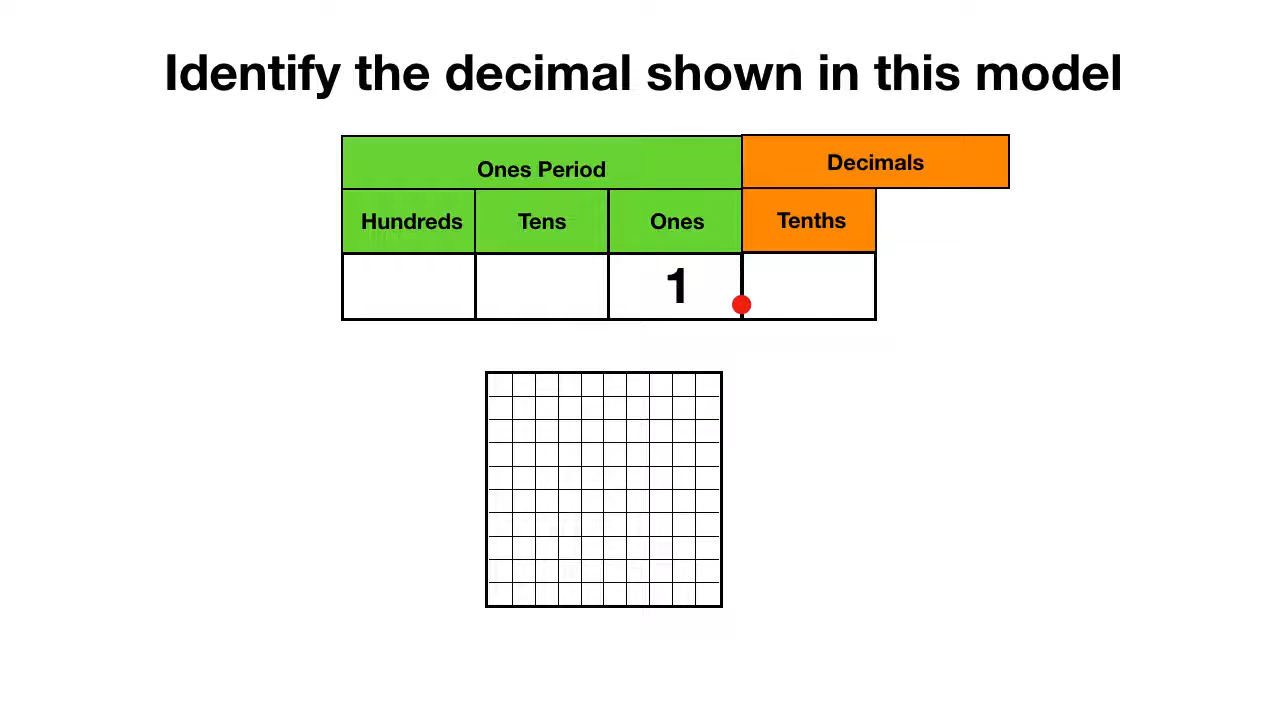 Identify the decimal shown in this model
Ones Period
Decimals
Hundreds Tens Ones Tenths
1